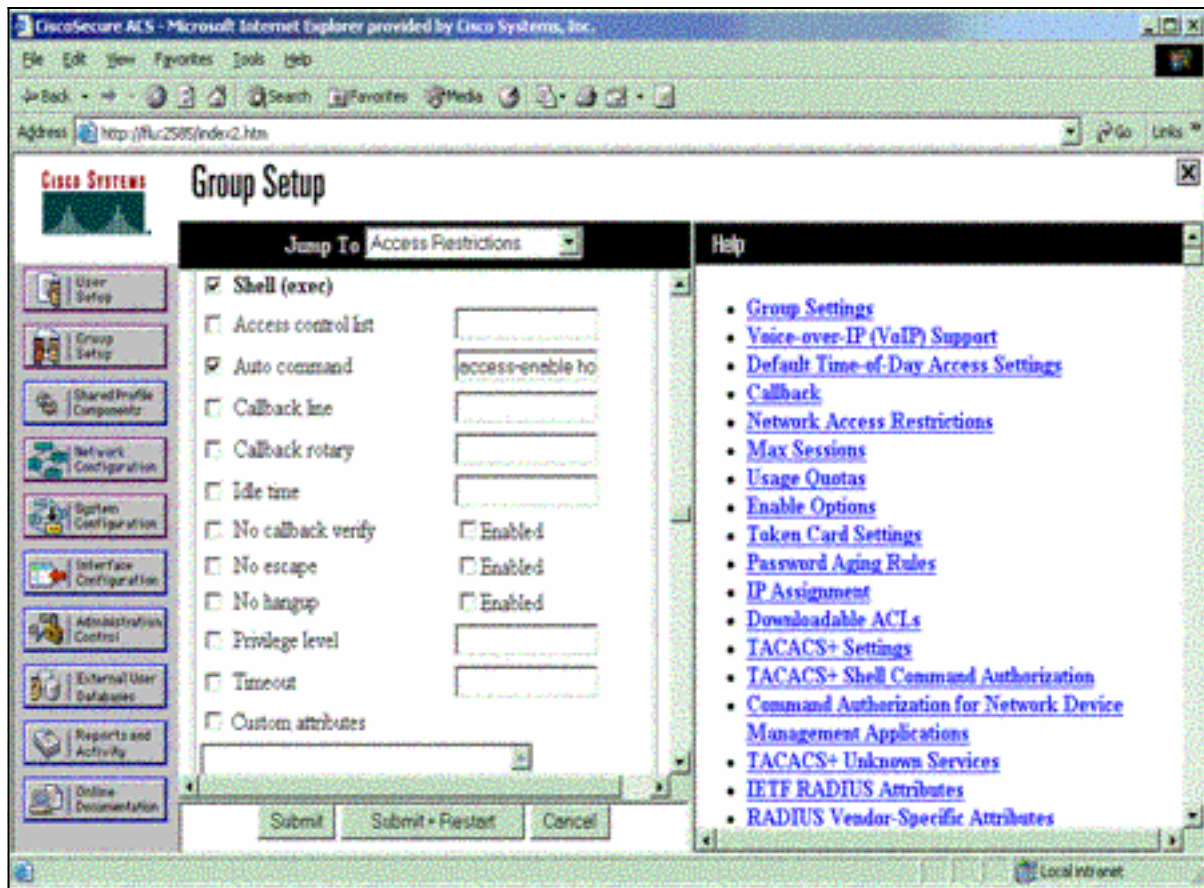 CiscoSecure ACS - Microsoft Internet Explorer provided by Cisco Systems, Inc.
File Edit View Favorites Tools Help
Back Search Favorites Media
Address http://flu:2585/index2.htm Go Links »
CISCO SYSTEMS
Group Setup
Jump To Access Restrictions
User Setup
Group Setup
Shared Profile Components
Network Configuration
System Configuration
Interface Configuration
Administration Control
External User Databases
Reports and Activity
Online Documentation
Shell (exec)
Access control list
Auto command access-enable ho
Callback line
Callback rotary
Idle time
No callback verify Enabled
No escape Enabled
No hangup Enabled
Privilege level
Timeout
Custom attributes
Submit Submit + Restart Cancel
Help
Group Settings
Voice-over-IP (VoIP) Support
Default Time-of-Day Access Settings
Callback
Network Access Restrictions
Max Sessions
Usage Quotas
Enable Options
Token Card Settings
Password Aging Rules
IP Assignment
Downloadable ACLs
TACACS+ Settings
TACACS+ Shell Command Authorization
Command Authorization for Network Device
Management Applications
TACACS+ Unknown Services
IETF RADIUS Attributes
RADIUS Vendor-Specific Attributes
Local intranet